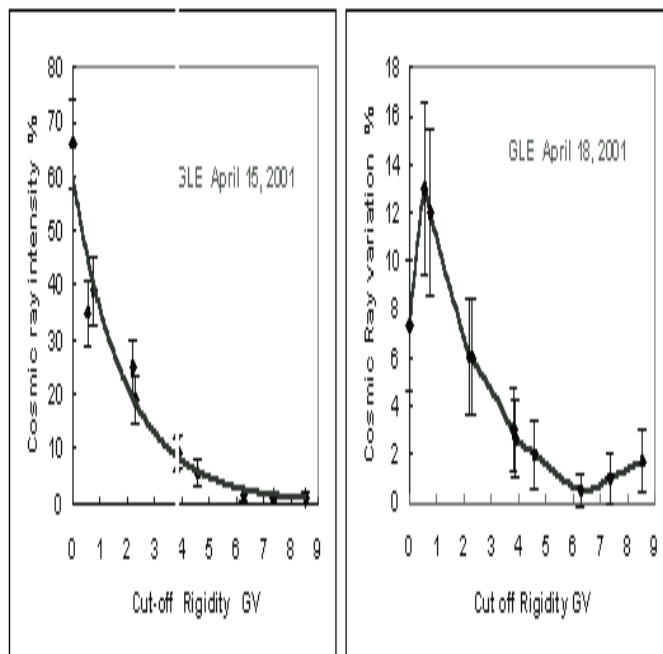 80
70
60
50
40
30
20
10
0
Cosmic ray intensity %
GLE April 15, 2001
0 1 2 3 4 5 6 7 8 9
Cut-off Rigidity GV
18
16
14
12
10
8
6
4
2
0
Cosmic Ray variation %
GLE April 18, 2001
0 1 2 3 4 5 6 7 8 9
Cut off Rigidity GV